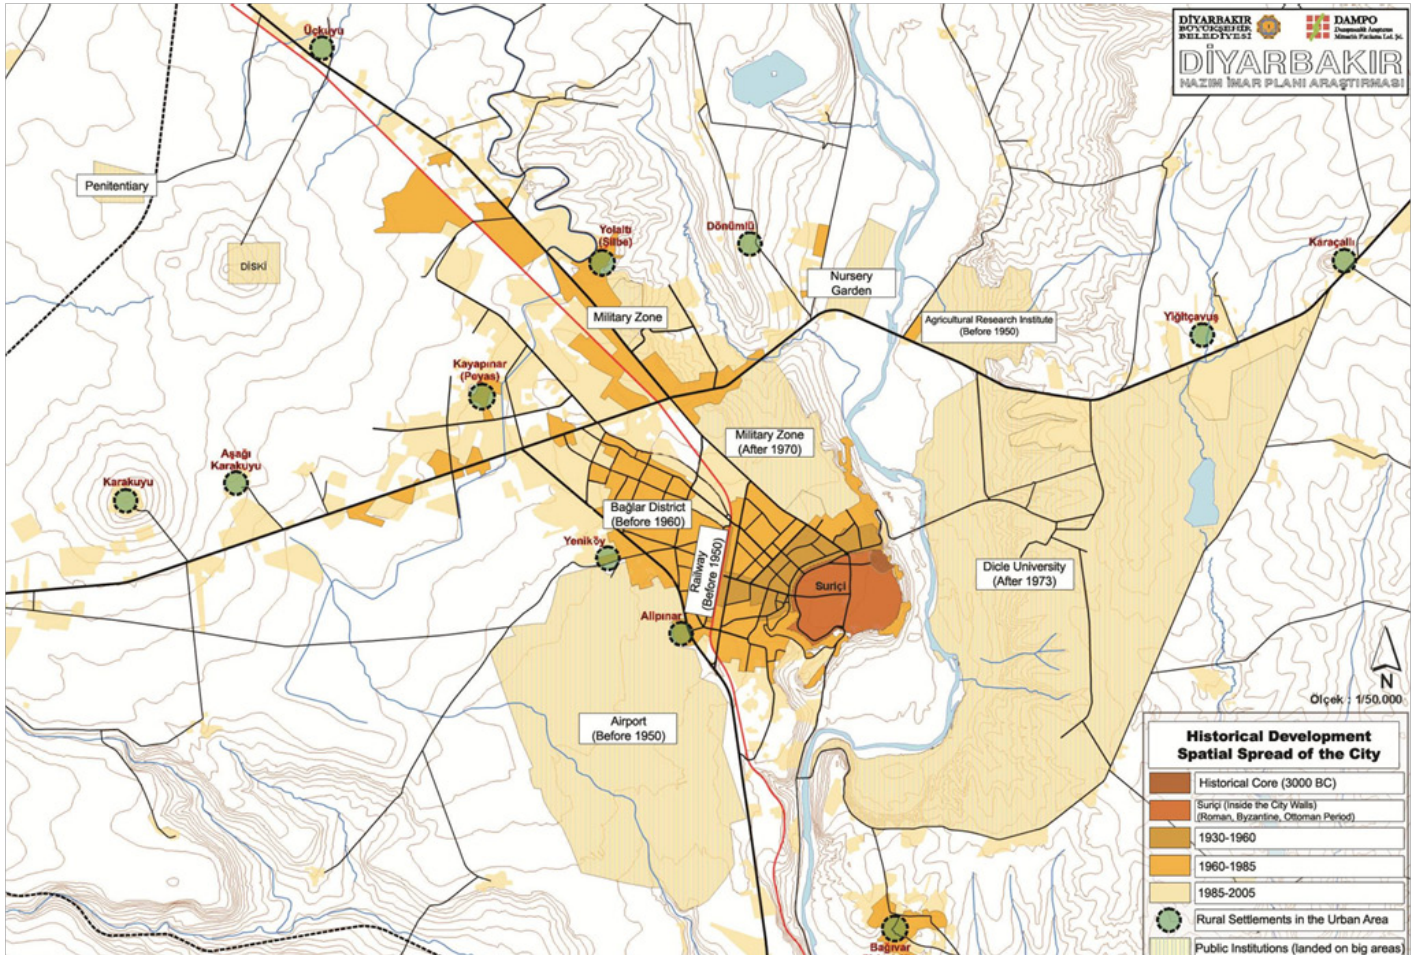 DİYARBAKIR
BÜYÜKŞEHİR
BELEDİYESİ
DAMPO
DİYARBAKIR
NAZIM İMAR PLANI ARAŞTIRMASI
Üçkuyu
Penitentiary
DİSKİ
Yolaltı
(Şilbe)
Dönümlü
Karaçalı
Nursery
Garden
Military Zone
Agricultural Research Institute
(Before 1950)
Yiğitçavuş
Kayapınar
(Peyas)
Military Zone
(After 1970)
Aşağı
Karakuyu
Karakuyu
Bağlar District
(Before 1960)
Yeniköy
Railway
(Before 1950)
Suriçi
Dicle University
(After 1973)
Alipınar
Airport
(Before 1950)
N
Ölçek : 1/50.000
Historical Development
Spatial Spread of the City
Historical Core (3000 BC)
Suriçi (Inside the City Walls)
(Roman, Byzantine, Ottoman Period)
1930-1960
1960-1985
1985-2005
Rural Settlements in the Urban Area
Public Institutions (landed on big areas)
Bağıvar